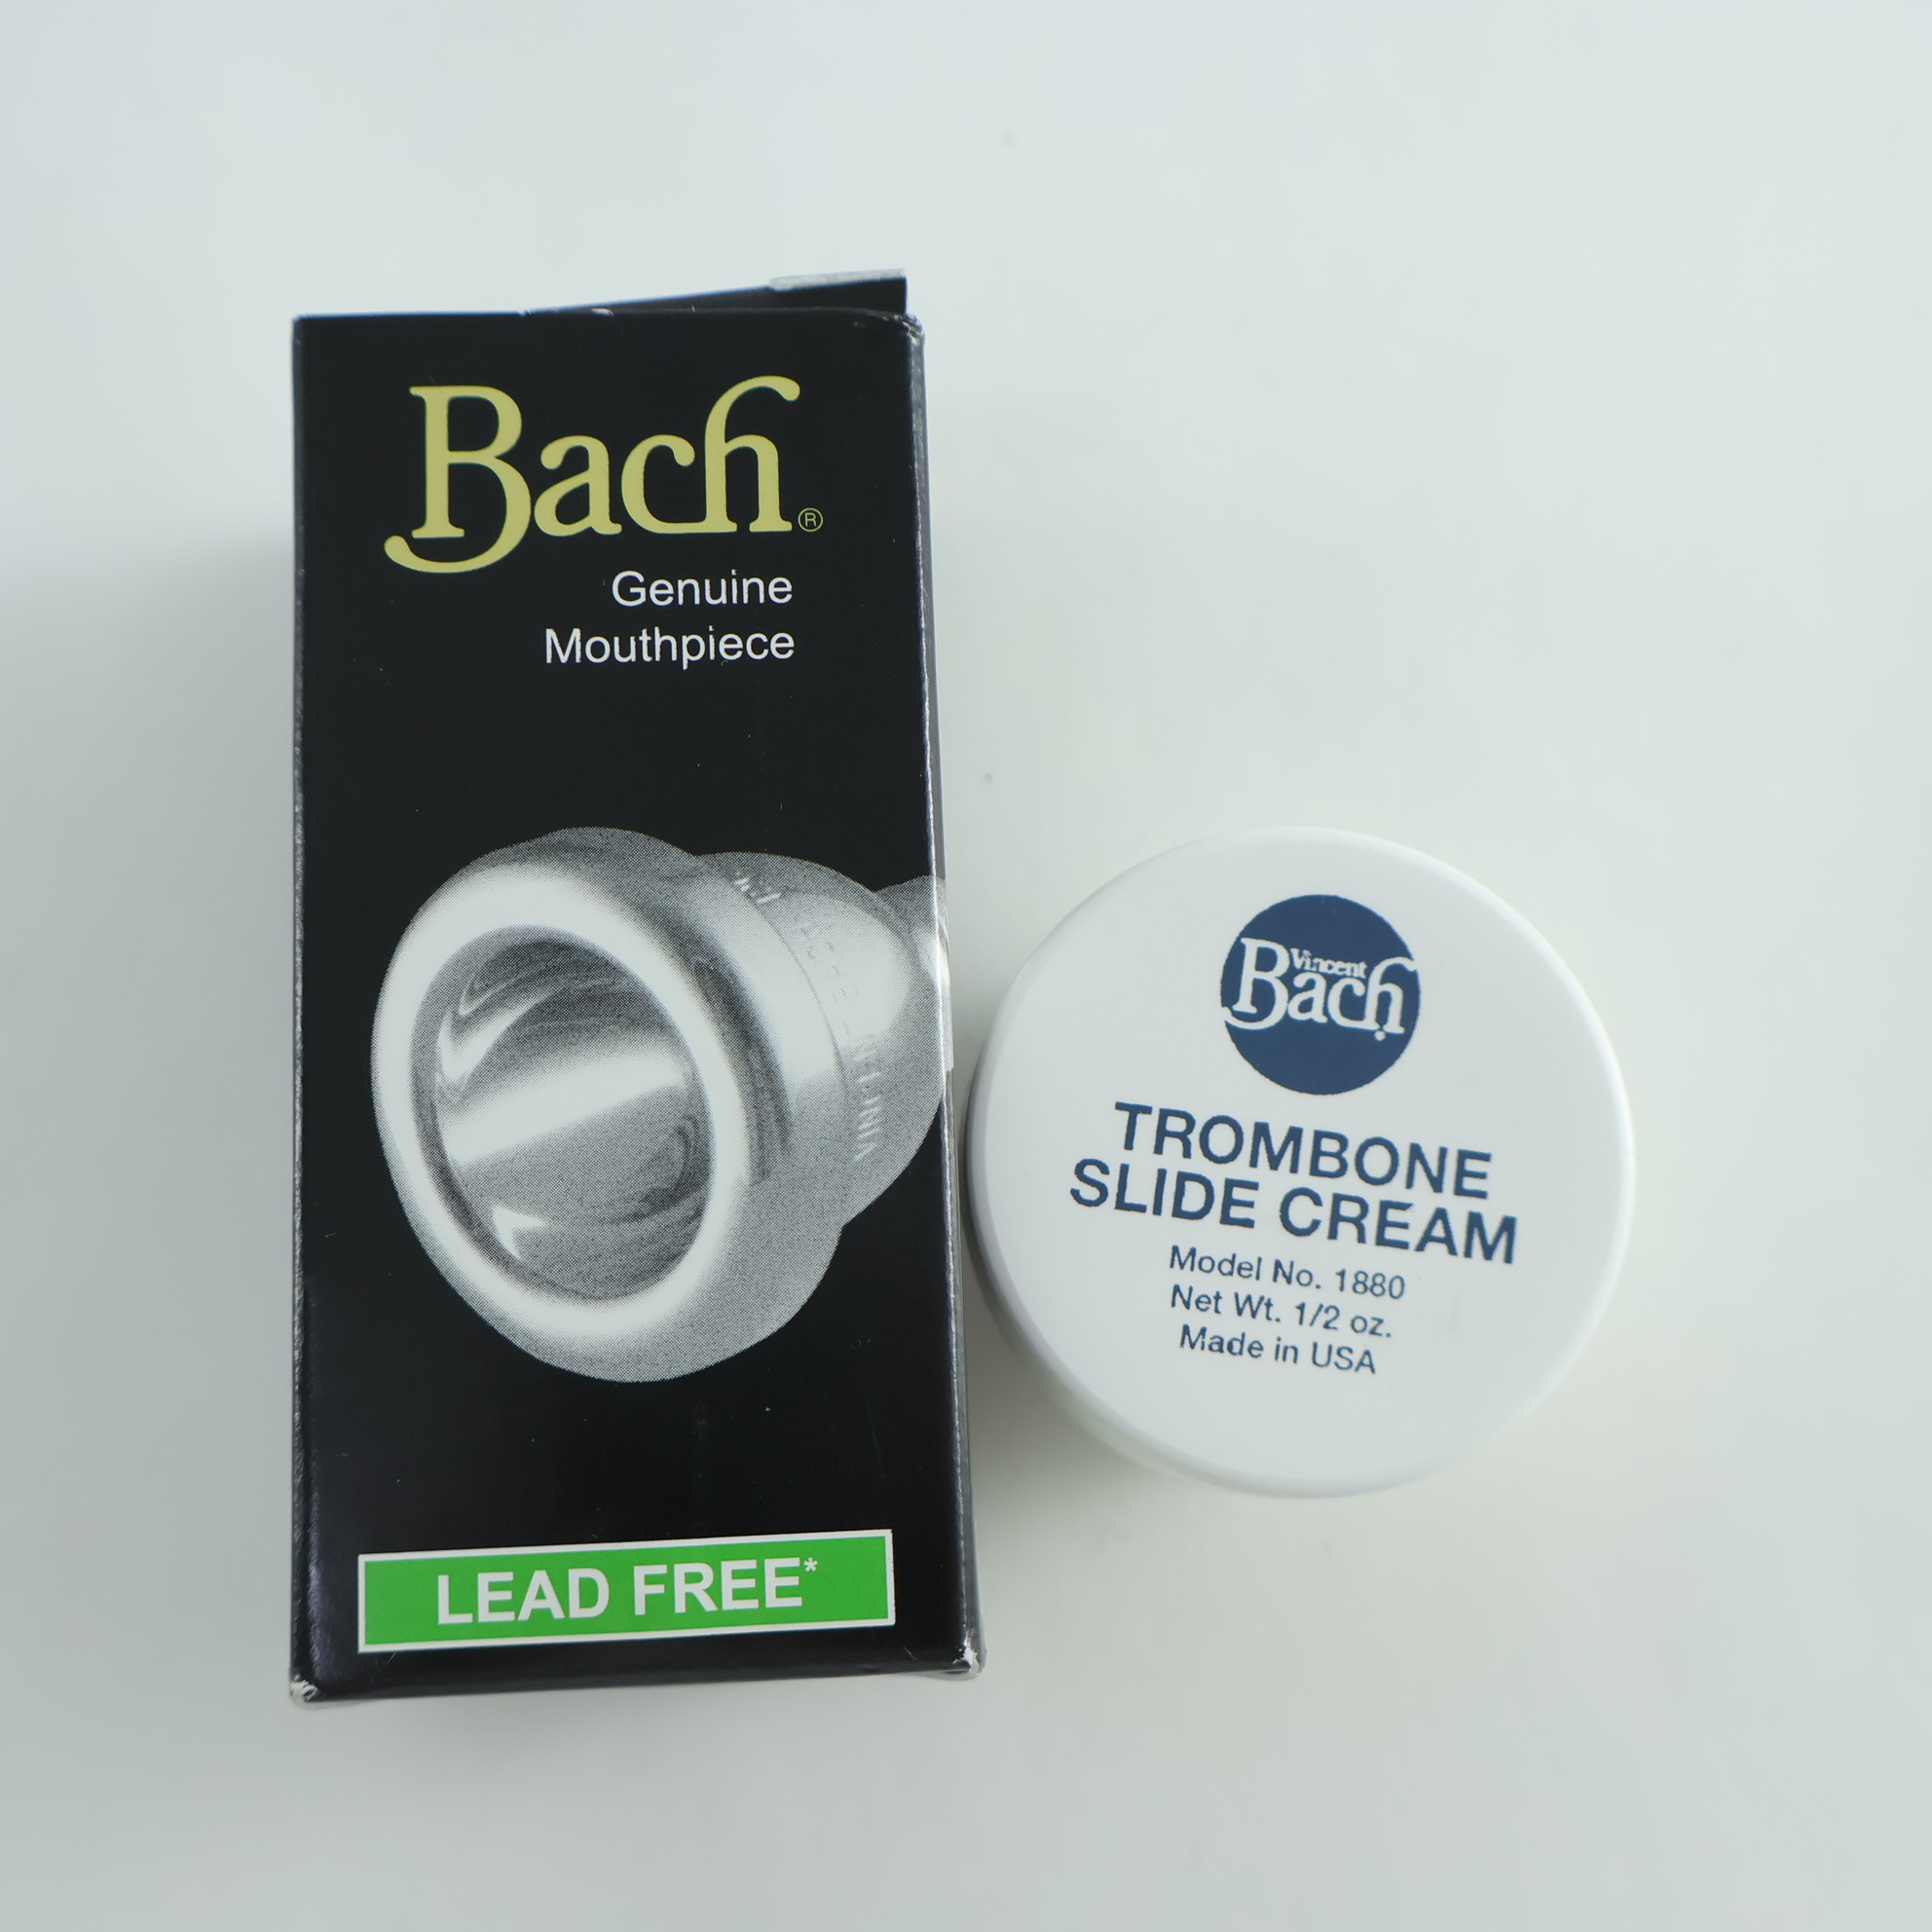 Bach®
Genuine
Mouthpiece
LEAD FREE*
Vincent
Bach
TROMBONE
SLIDE CREAM
Model No. 1880
Net Wt. 1/2 oz.
Made in USA